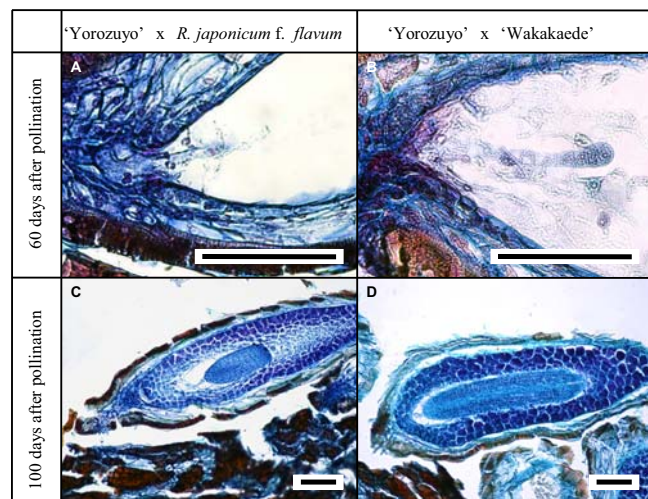 'Yorozuyo' x R. japonicum f. flavum
'Yorozuyo' x 'Wakakaede'
60 days after pollination
A
B
100 days after pollination
C
D